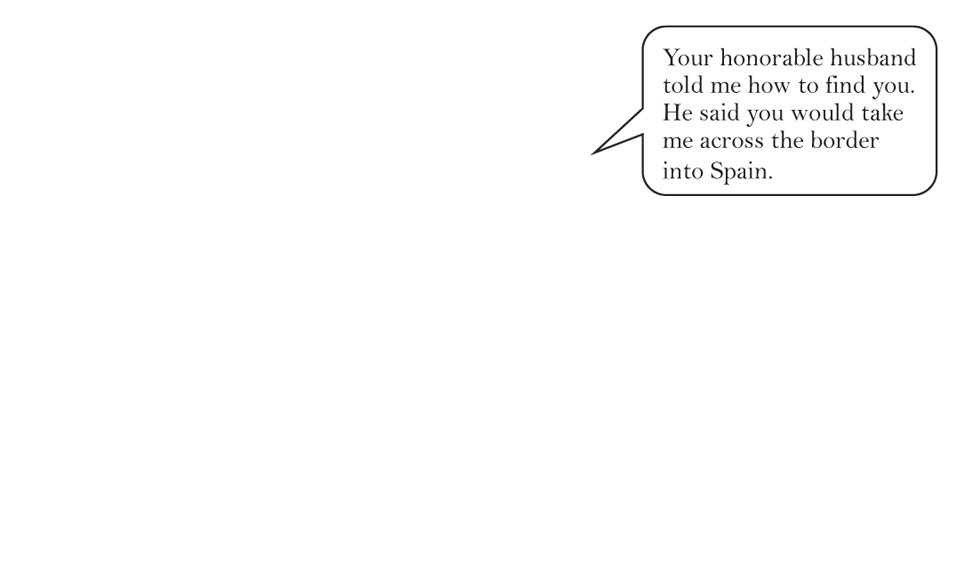 Your honorable husband
told me how to find you.
He said you would take
me across the border
into Spain.